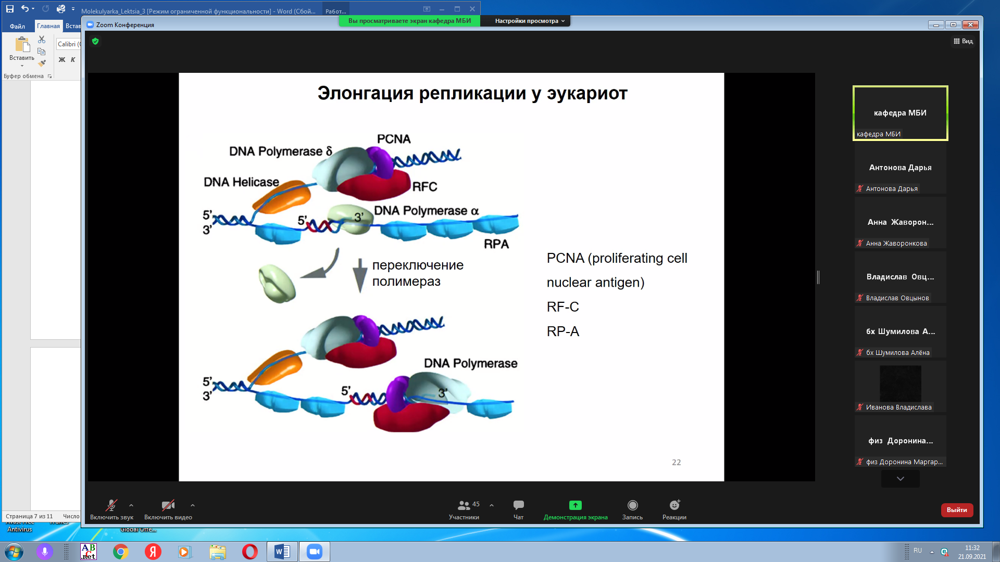 Molekulyarka_Lektsia_3 [Режим ограниченной функциональности] - Word (Сбой...
Работ...
Файл
Главная
Встав
Вставить
Calibri (
Ж К
Буфер обмена
Zoom Конференция
Вы просматриваете экран кафедра МБИ
Настройки просмотра
Вид
Элонгация репликации у эукариот
PCNA
DNA Polymerase δ
DNA Helicase
RFC
5’
3’
5’
3’
DNA Polymerase α
RPA
переключение
полимераз
PCNA (proliferating cell
nuclear antigen)
RF-C
RP-A
DNA Polymerase
5’
3’
5’
3’
22
кафедра МБИ
кафедра МБИ
Антонова Дарья
Антонова Дарья
Анна Жаворон...
Анна Жаворонкова
Владислав Овц...
Владислав Овцынов
бх Шумилова А...
бх Шумилова Алёна
Иванова Владислава
физ Доронина...
физ Доронина Маргар...
Включить звук
Включить видео
45
Участники
Чат
Демонстрация экрана
Запись
Реакции
Выйти
Страница 7 из 11
Число
Antivirus
Global Offe...
ABC
.net
Я
RU
11:32
21.09.2021